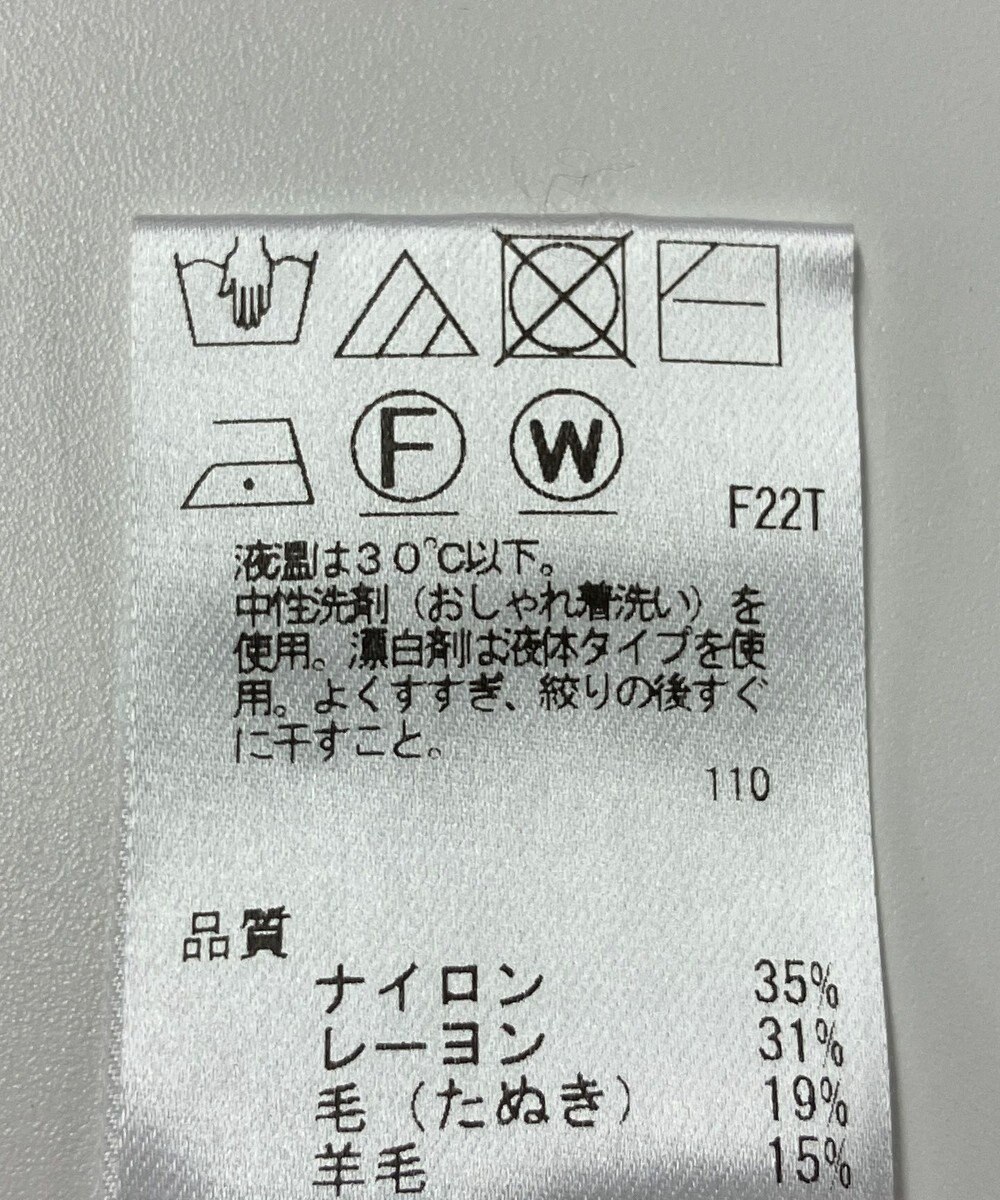 F W
F22T
液温は30℃以下。
中性洗剤(おしゃれ着洗い)を
使用。漂白剤は液体タイプを使
用。よくすすぎ、絞りの後すぐ
に干すこと。
110
品質
ナイロン 35%
レーヨン 31%
毛(たぬき) 19%
羊毛 15%